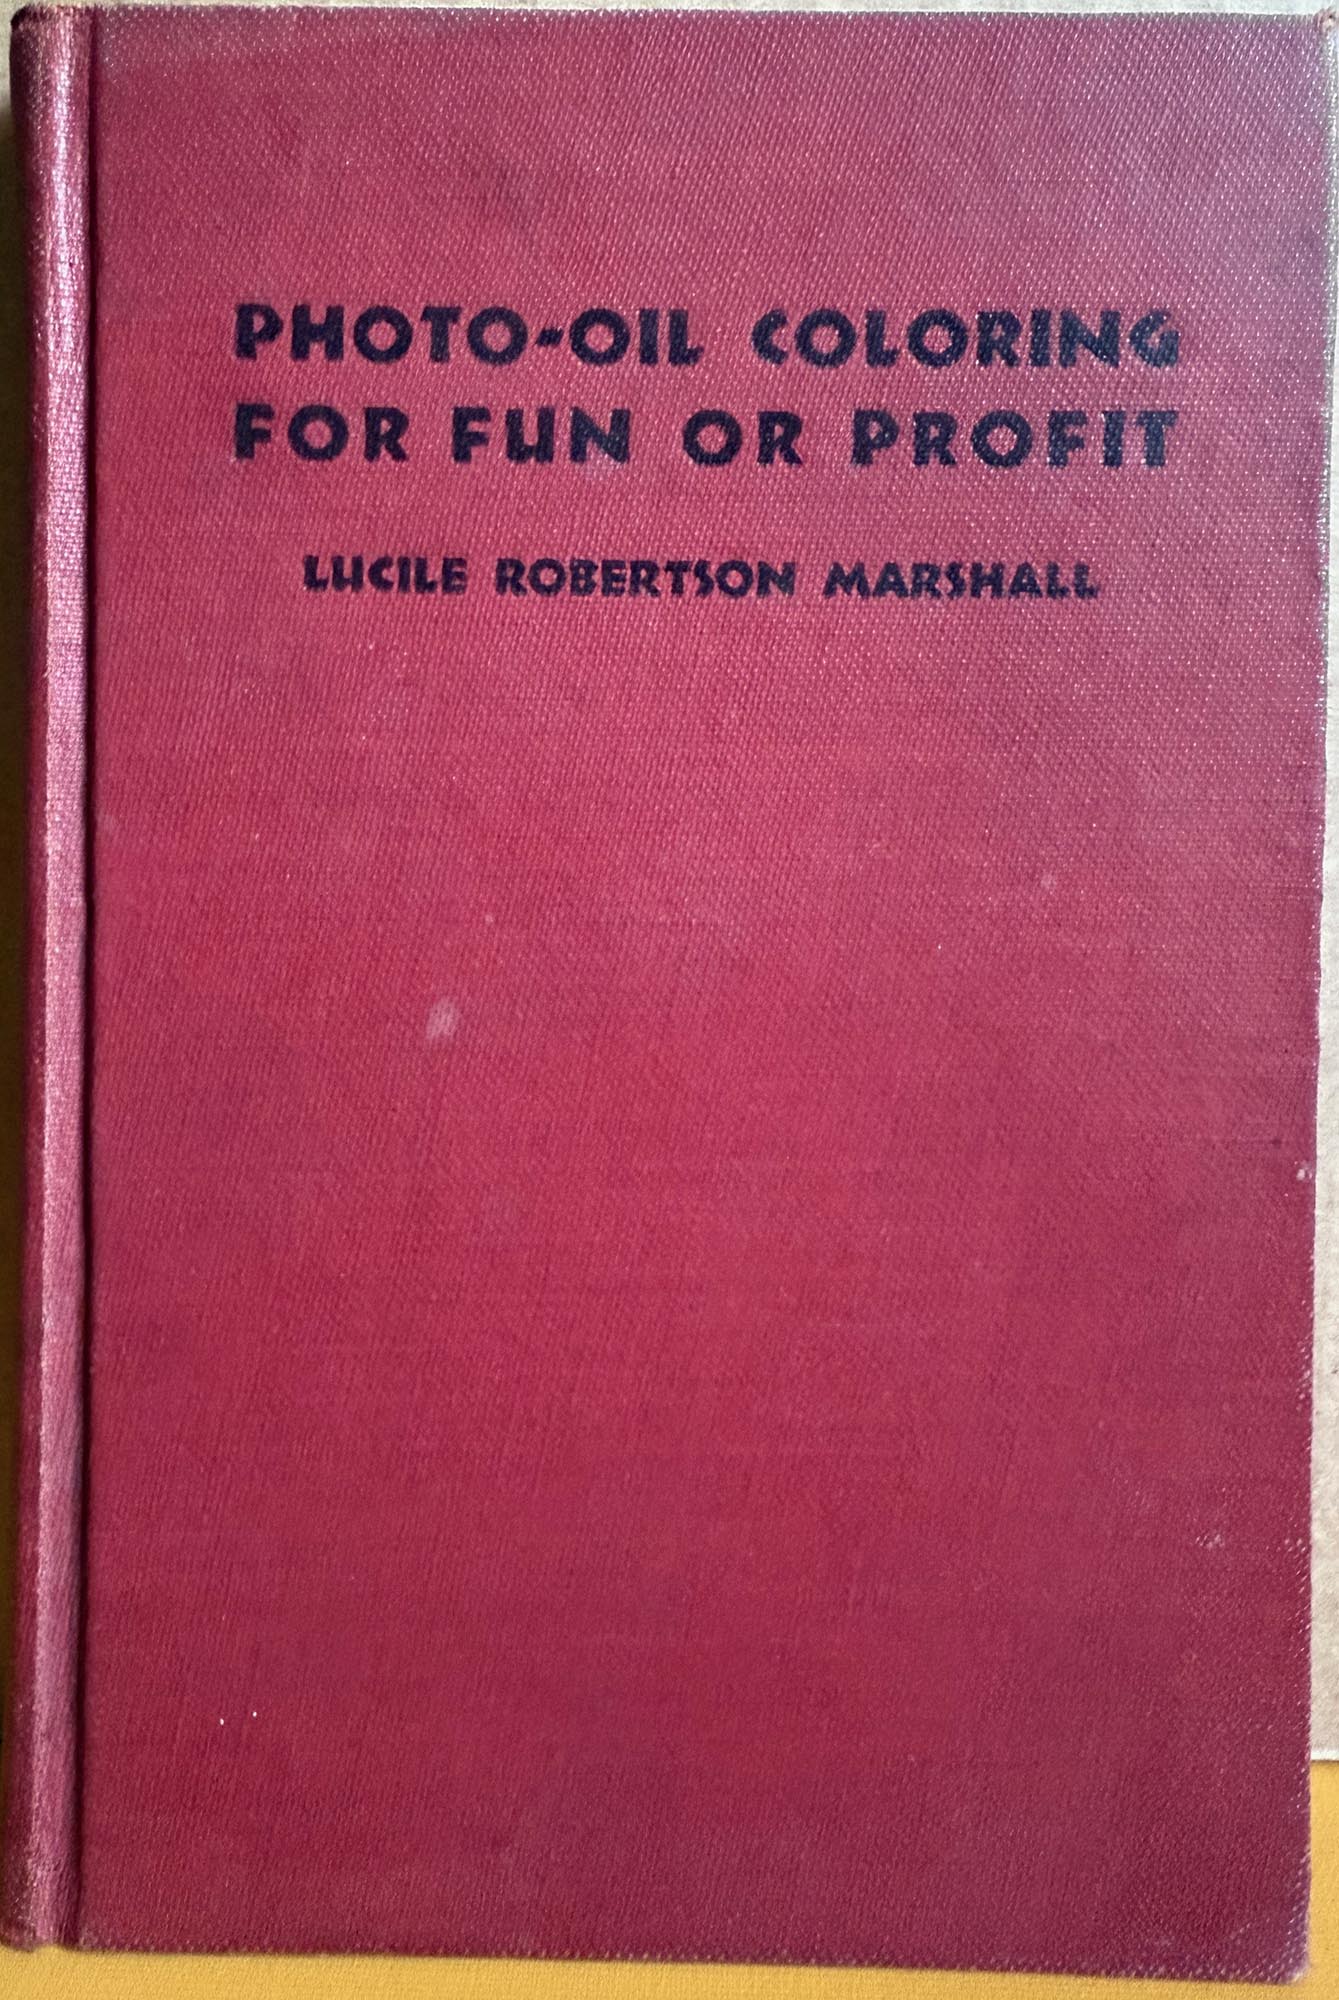 PHOTO-OIL COLORING
FOR FUN OR PROFIT
LUCILE ROBERTSON MARSHALL